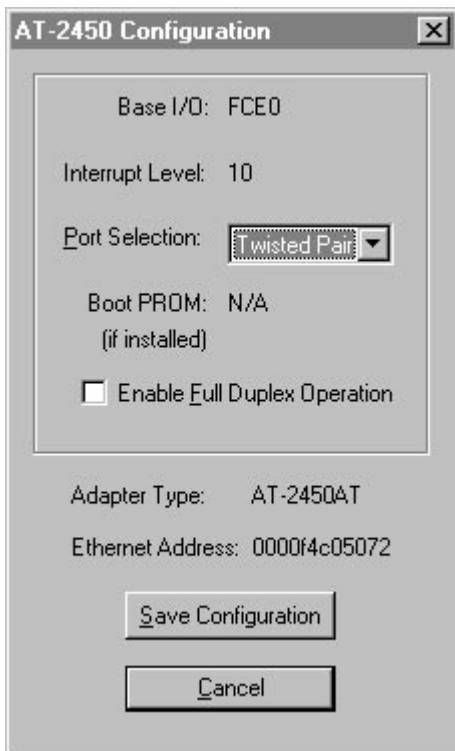 AT-2450 Configuration
Base I/O: FCE0
Interrupt Level: 10
Port Selection: Twisted Pair
Boot PROM: N/A
(if installed)
Enable Full Duplex Operation
Adapter Type: AT-2450AT
Ethernet Address: 0000f4c05072
Save Configuration
Cancel